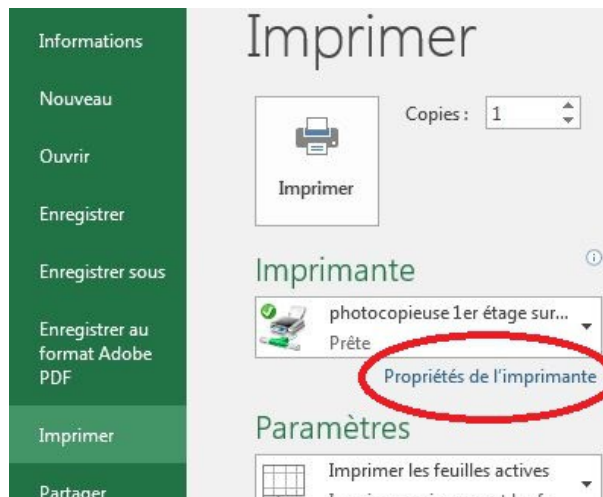 Informations
Nouveau
Ouvrir
Enregistrer
Enregistrer sous
Enregistrer au
format Adobe
PDF
Imprimer
Partager
Imprimer
Copies : 1
Imprimer
Imprimante
photocopieuse 1er étage sur...
Prête
Propriétés de l'imprimante
Paramètres
Imprimer les feuilles actives